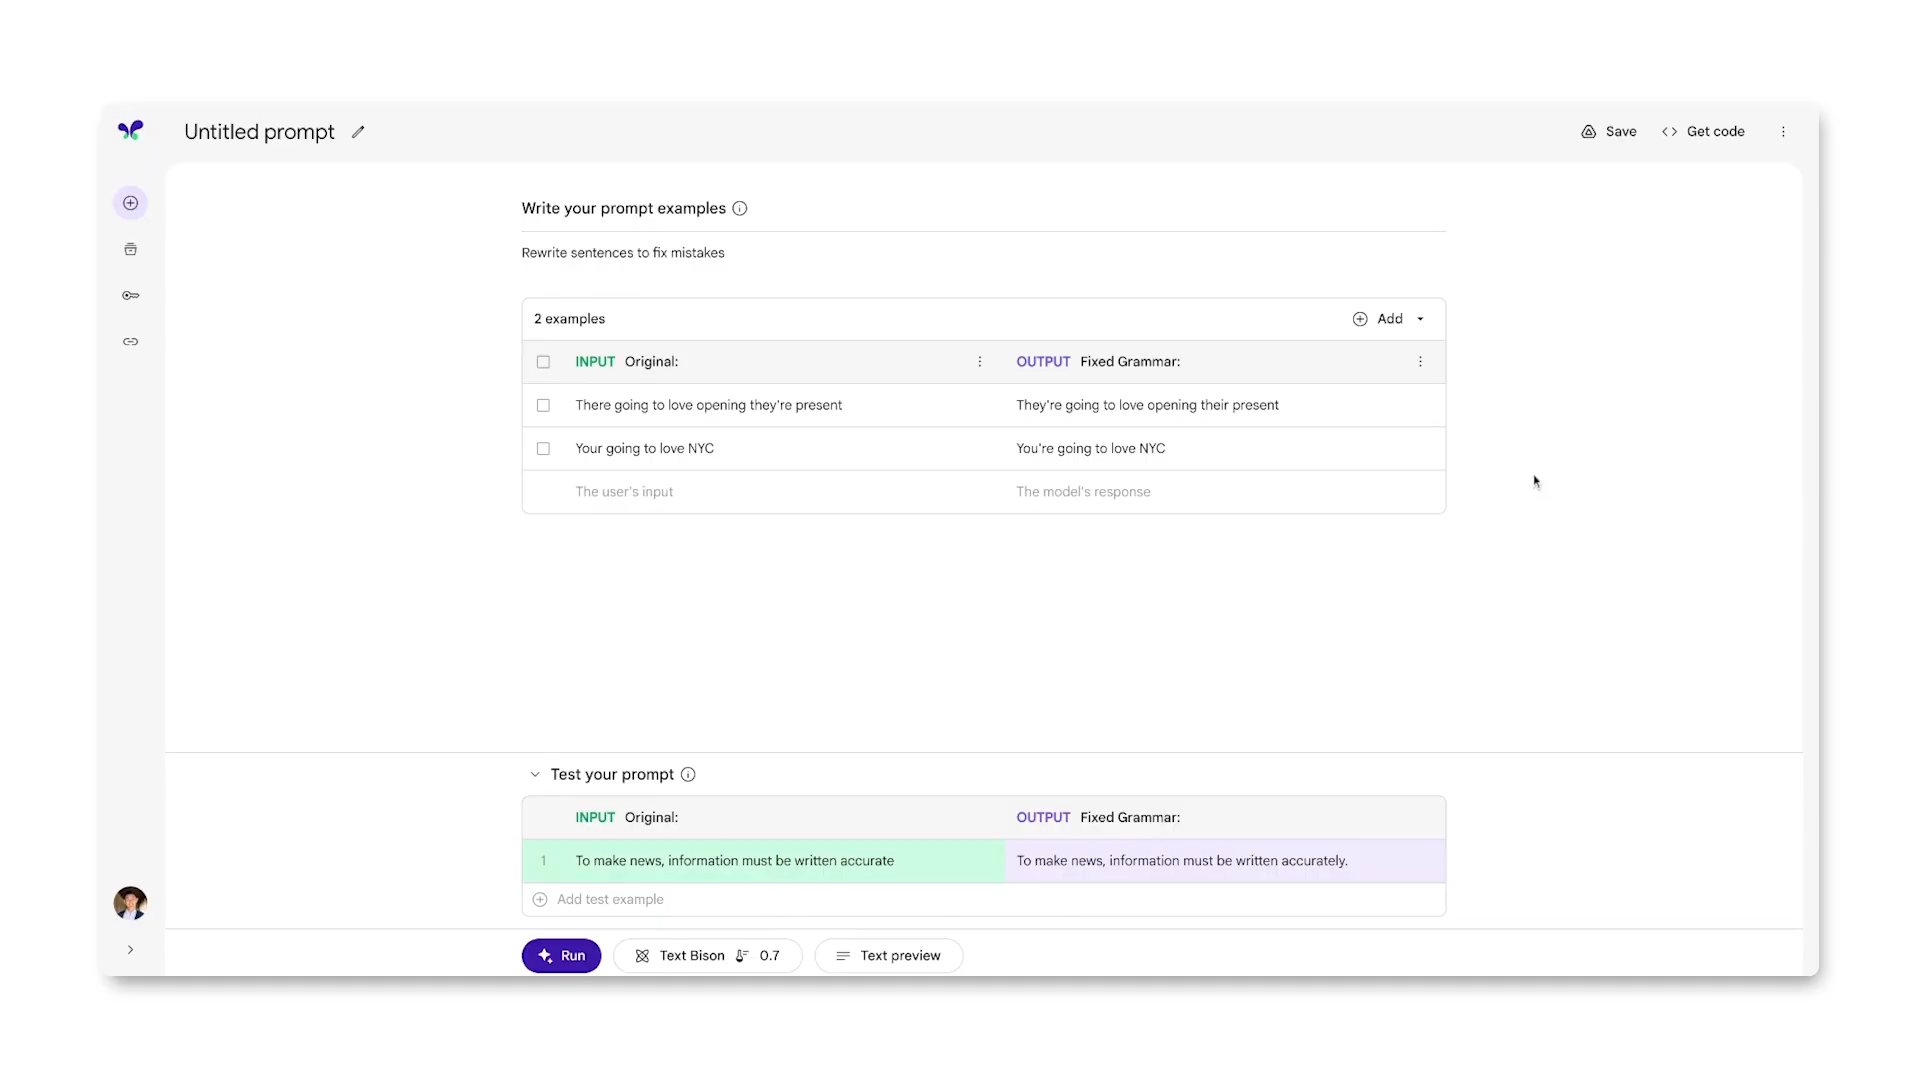 Untitled prompt
Save
Get code
Write your prompt examples
Rewrite sentences to fix mistakes
2 examples
Add
INPUT Original:
OUTPUT Fixed Grammar:
There going to love opening they're present
They're going to love opening their present
Your going to love NYC
You're going to love NYC
The user's input
The model's response
Test your prompt
INPUT Original:
OUTPUT Fixed Grammar:
1 To make news, information must be written accurate
To make news, information must be written accurately.
Add test example
Run
Text Bison 0.7
Text preview